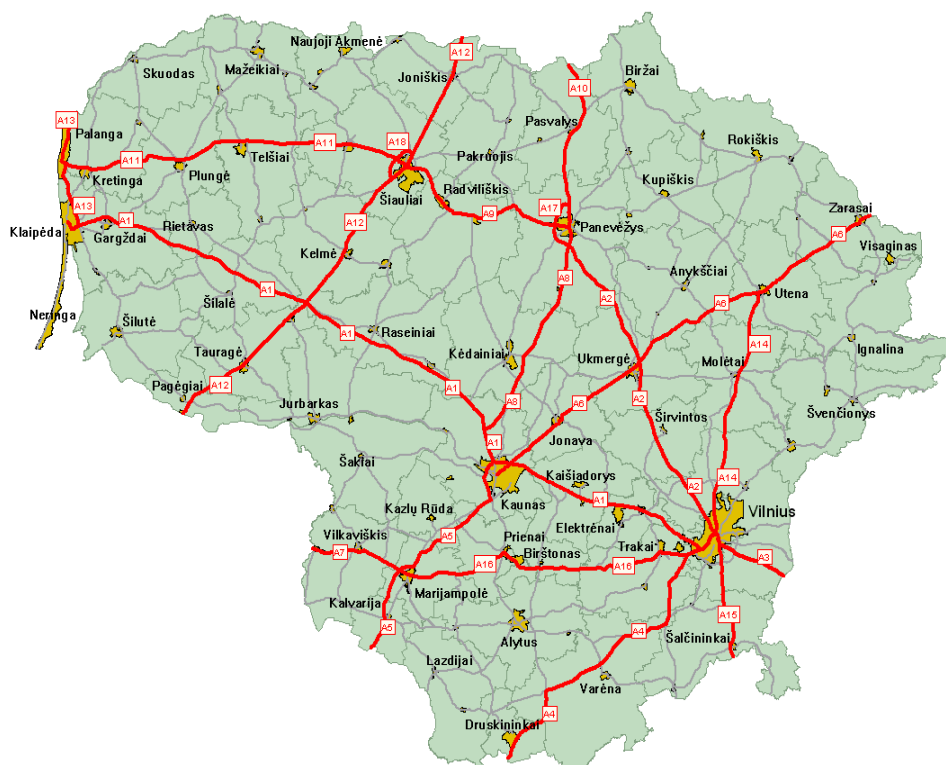 Naujoji Akmenė
A12
Skuodas
Mažeikiai
Joniškis
A10
Biržai
A13
Palanga
Pasvalys
A11
A11
A18
Telšiai
Pakruojis
Rokiškis
Kretinga
Plungė
Kupiškis
Šiauliai
Radviliškis
A13
A1
Rietavas
A12
A9
A17
Zarasai
Klaipėda
Gargždai
Panevėžys
A6
Kelmė
Visaginas
A8
Anykščiai
A1
A2
Šilalė
A6
Utena
Neringa
Šilutė
A1
Raseiniai
A14
Ignalina
Tauragė
Kėdainiai
Ukmergė
Molėtai
Pagėgiai
A12
A1
A2
Jurbarkas
A8
A6
Širvintos
Švenčionys
A1
Jonava
Šakiai
Kaišiadorys
A14
A2
Kaunas
A1
Kazlų Rūda
Vilnius
Elektrėnai
Vilkaviškis
A5
Prienai
Trakai
A7
Birštonas
A3
A16
A16
Marijampolė
Kalvarija
A15
A5
Alytus
A4
Šalčininkai
Lazdijai
Varėna
A4
Druskininkai